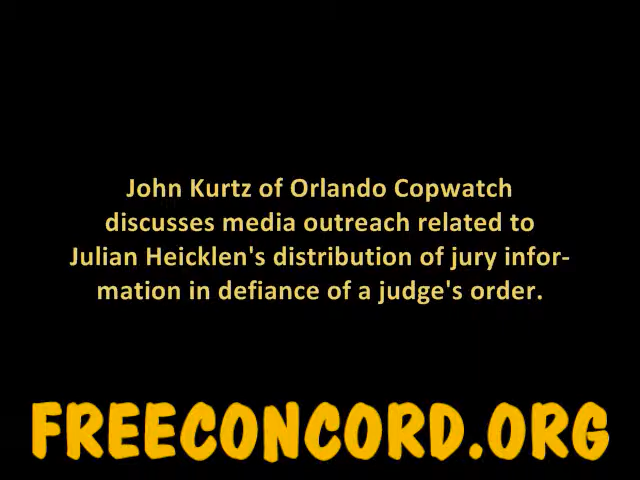 John Kurtz of Orlando Copwatch
discusses media outreach related to
Julian Heicklen's distribution of jury infor-
mation in defiance of a judge's order.
FREECONCORD.ORG